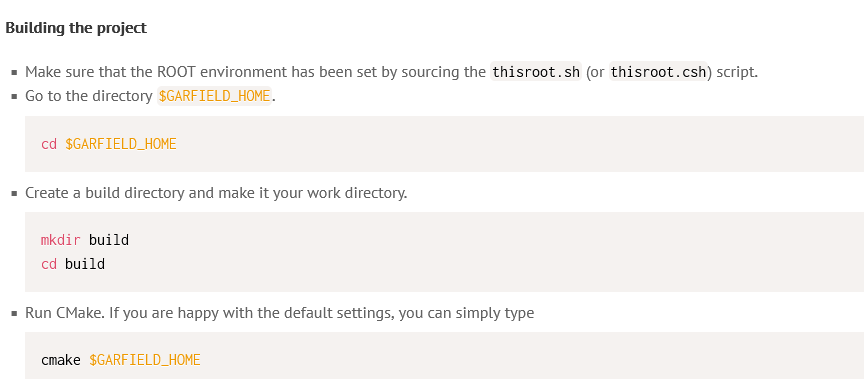 Building the project
Make sure that the ROOT environment has been set by sourcing the thisroot.sh (or thisroot.csh) script.
Go to the directory $GARFIELD_HOME.
cd $GARFIELD_HOME
Create a build directory and make it your work directory.
mkdir build
cd build
Run CMake. If you are happy with the default settings, you can simply type
cmake $GARFIELD_HOME